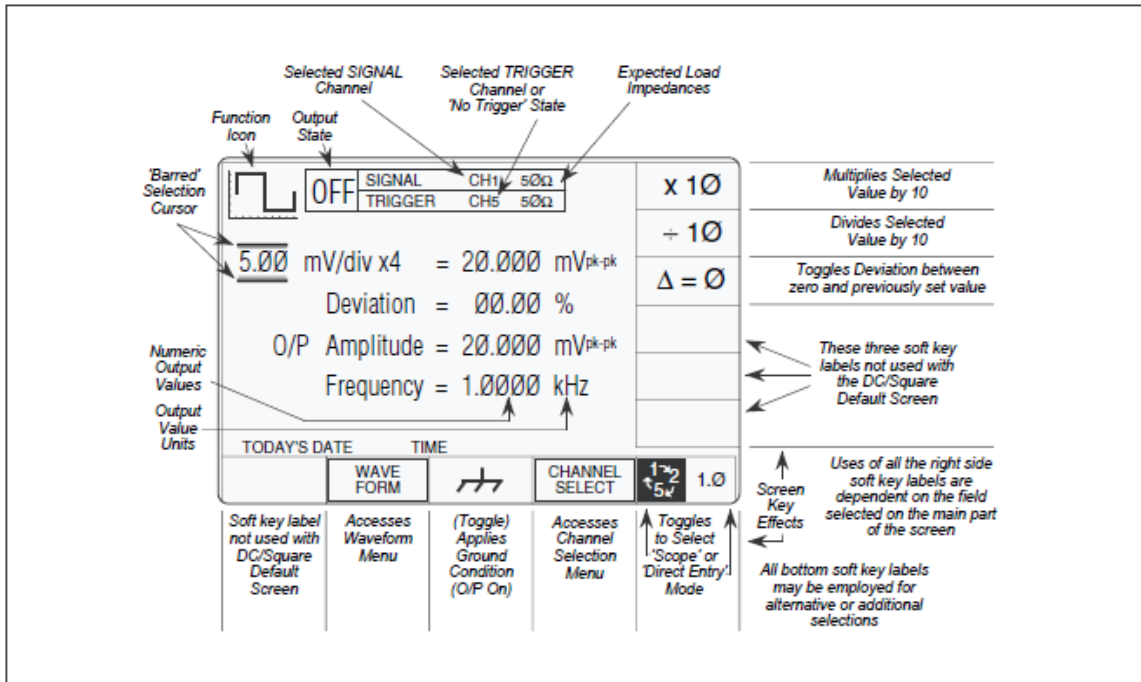 Selected SIGNAL
Channel
Selected TRIGGER
Channel or
'No Trigger' State
Expected Load
Impedances
Function
Icon
Output
State
'Barred'
Selection
Cursor
OFF
SIGNAL CH1 5ØΩ
TRIGGER CH5 5ØΩ
5.ØØ mV/div x4 = 2Ø.ØØØ mVpk-pk
Deviation = ØØ.ØØ %
O/P Amplitude = 2Ø.ØØØ mVpk-pk
Frequency = 1.ØØØØ kHz
TODAY'S DATE TIME
x 1Ø
÷ 1Ø
Δ = Ø
Multiplies Selected
Value by 10
Divides Selected
Value by 10
Toggles Deviation between
zero and previously set value
These three soft key
labels not used with
the DC/Square
Default Screen
Numeric
Output
Values
Output
Value
Units
WAVE
FORM
CHANNEL
SELECT
1 2
5
1.Ø
Screen
Key
Effects
Uses of all the right side
soft key labels are
dependent on the field
selected on the main part
of the screen
Soft key label
not used with
DC/Square
Default
Screen
Accesses
Waveform
Menu
(Toggle)
Applies
Ground
Condition
(O/P On)
Accesses
Channel
Selection
Menu
Toggles
to Select
'Scope' or
'Direct Entry'
Mode
All bottom soft key labels
may be employed for
alternative or additional
selections